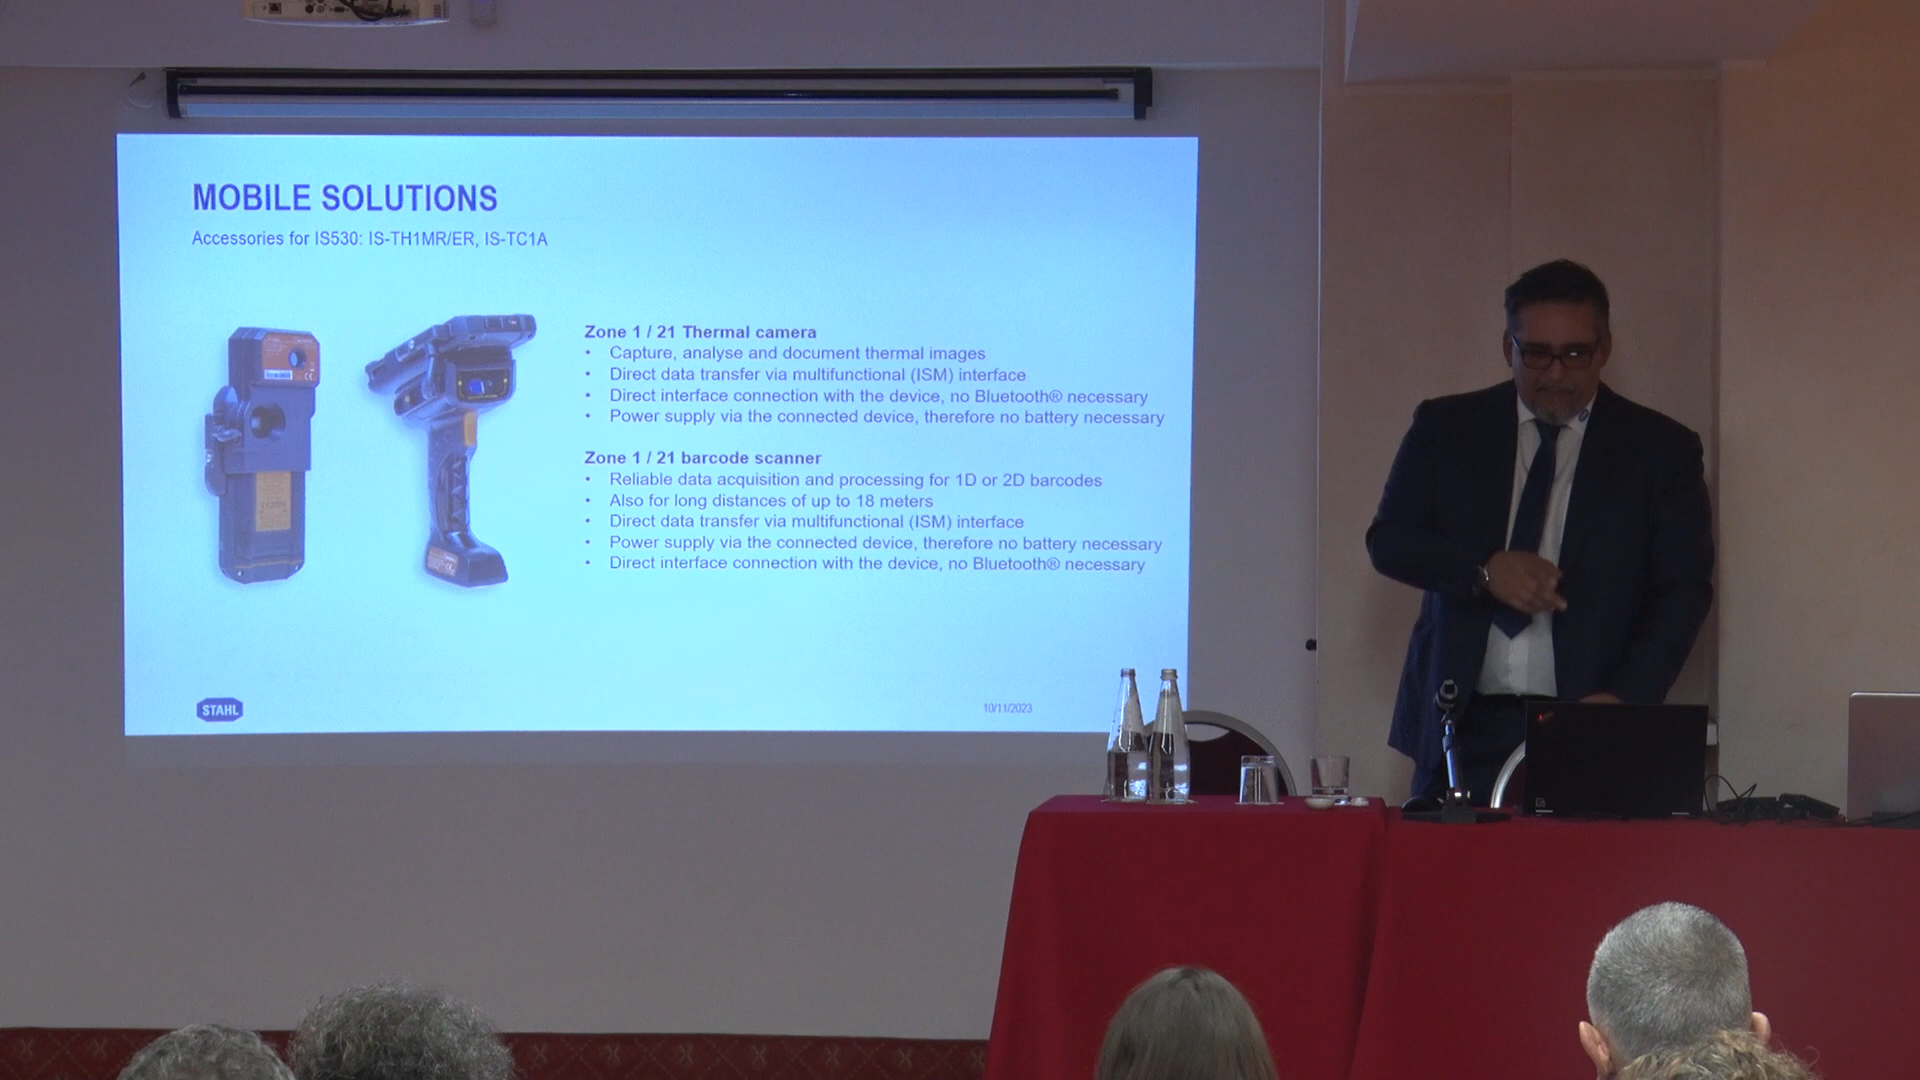 MOBILE SOLUTIONS
Accessories for IS530: IS-TH1MR/ER, IS-TC1A
Zone 1 / 21 Thermal camera
• Capture, analyse and document thermal images
• Direct data transfer via multifunctional (ISM) interface
• Direct interface connection with the device, no Bluetooth® necessary
• Power supply via the connected device, therefore no battery necessary
Zone 1 / 21 barcode scanner
• Reliable data acquisition and processing for 1D or 2D barcodes
• Also for long distances of up to 18 meters
• Direct data transfer via multifunctional (ISM) interface
• Power supply via the connected device, therefore no battery necessary
• Direct interface connection with the device, no Bluetooth® necessary
STAHL
10/11/2023